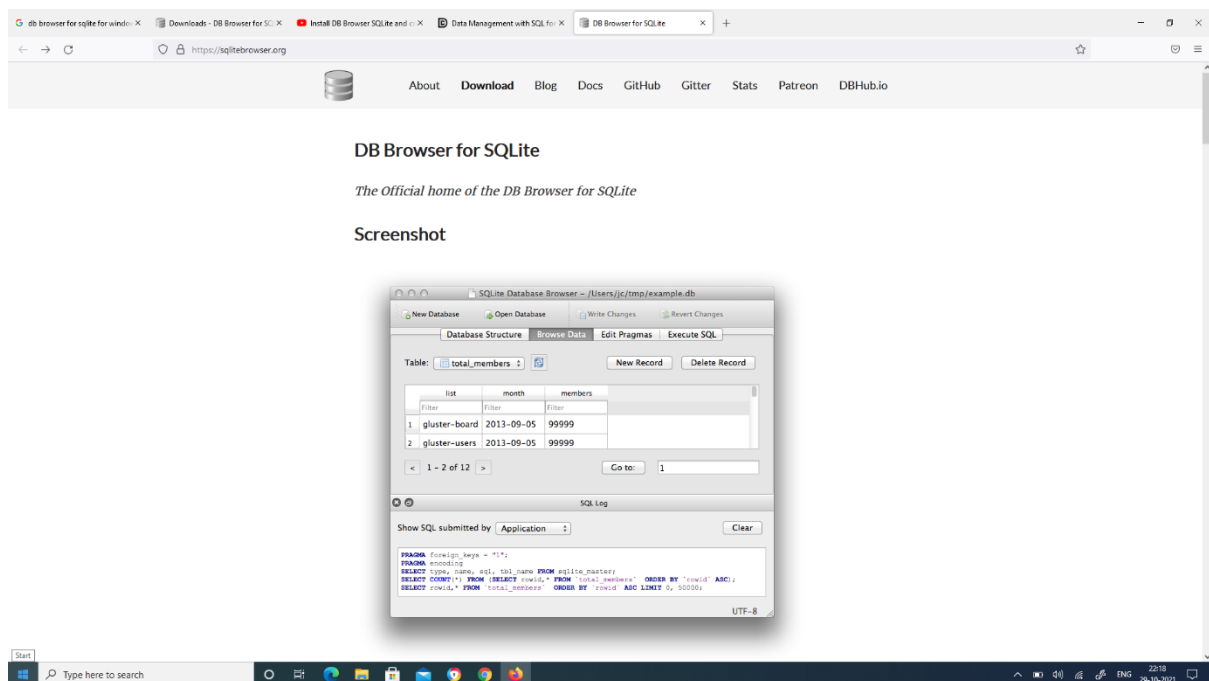 db browser for sqlite for window Downloads - DB Browser for SQ Install DB Browser SQLite and c Data Management with SQL for DB Browser for SQLite
https://sqlitebrowser.org
About Download Blog Docs GitHub Gitter Stats Patreon DBHub.io
DB Browser for SQLite
The Official home of the DB Browser for SQLite
Screenshot
SQLite Database Browser - /Users/jc/tmp/example.db
New Database Open Database Write Changes Revert Changes
Database Structure Browse Data Edit Pragmas Execute SQL
Table: total_members New Record Delete Record
list month members
Filter Filter Filter
1 gluster-board 2013-09-05 99999
2 gluster-users 2013-09-05 99999
< 1 - 2 of 12 > Go to: 1
SQL Log
Show SQL submitted by Application Clear
PRAGMA foreign_keys = "1";
PRAGMA encoding
SELECT type, name, sql, tbl_name FROM sqlite_master;
SELECT COUNT(*) FROM (SELECT rowid,* FROM `total_members` ORDER BY `rowid` ASC);
SELECT rowid,* FROM `total_members` ORDER BY `rowid` ASC LIMIT 0, 50000;
UTF-8
Start
Type here to search ENG 22:18
29-10-2021